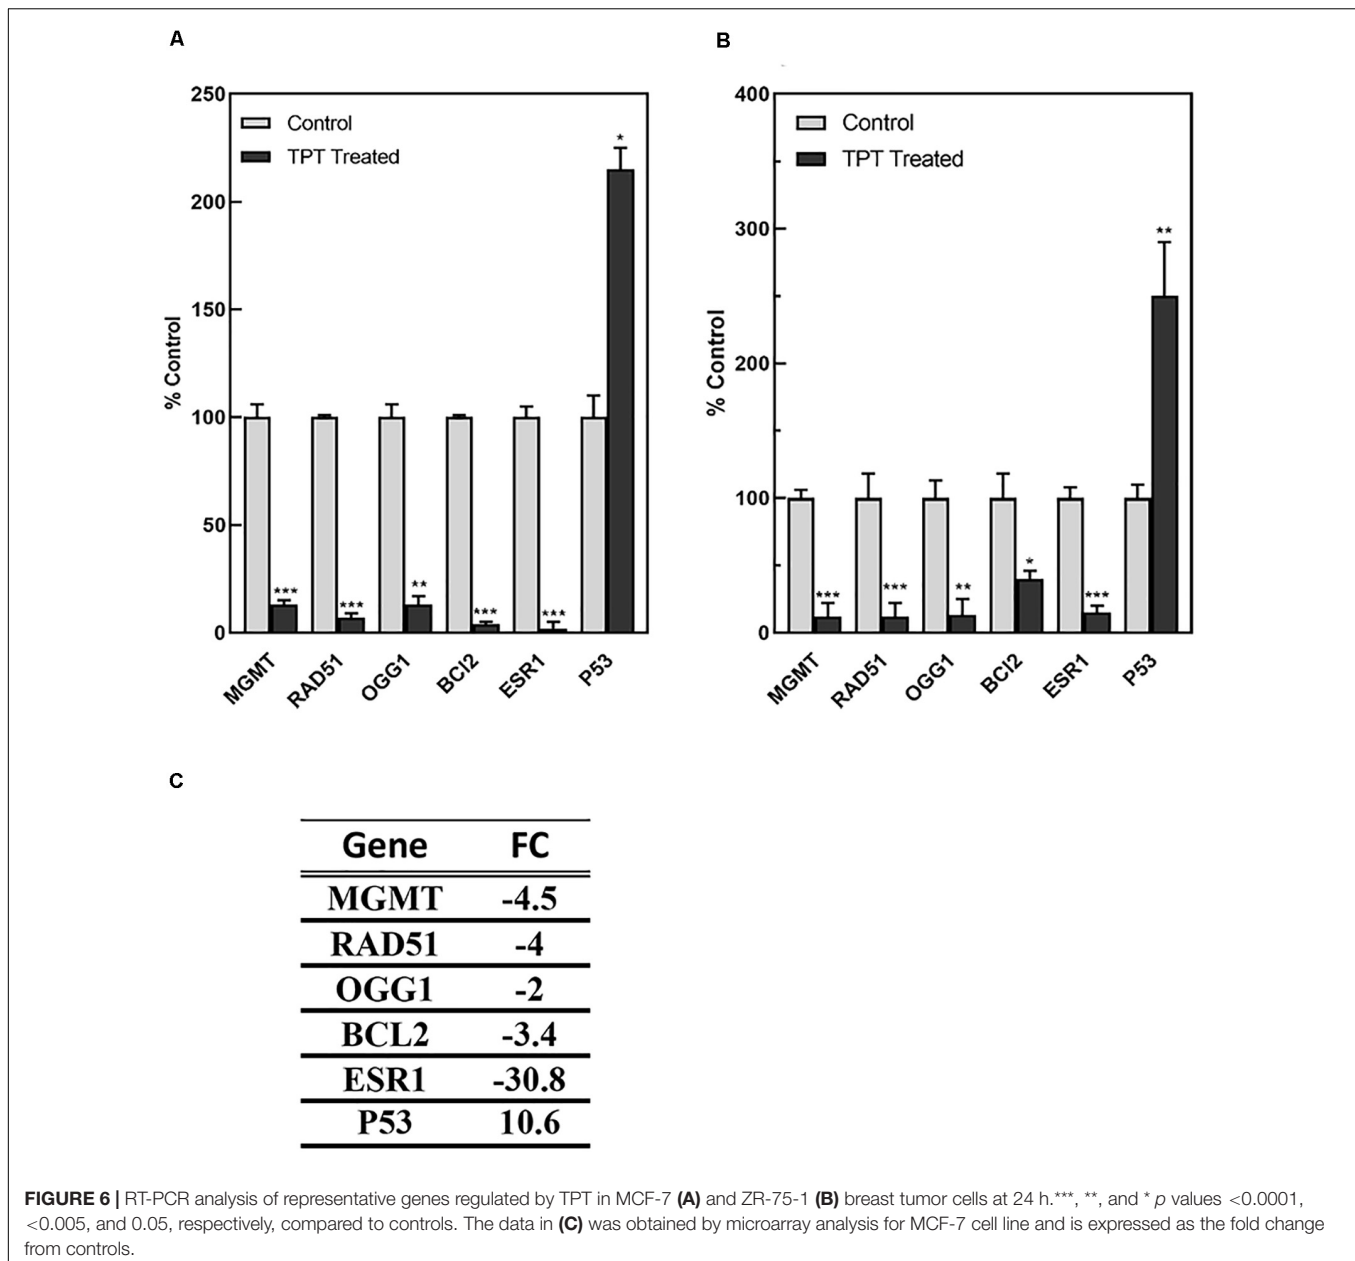 A
250
200
150
100
50
0
% Control
Control
TPT Treated
***
***
**
***
***
*
MGMT
RAD51
OGG1
BCl2
ESR1
P53
B
400
300
200
100
0
% Control
Control
TPT Treated
***
***
**
*
***
**
MGMT
RAD51
OGG1
BCl2
ESR1
P53
C
Gene FC
MGMT -4.5
RAD51 -4
OGG1 -2
BCL2 -3.4
ESR1 -30.8
P53 10.6
FIGURE 6 | RT-PCR analysis of representative genes regulated by TPT in MCF-7 (A) and ZR-75-1 (B) breast tumor cells at 24 h.***, **, and * p values <0.0001,
<0.005, and 0.05, respectively, compared to controls. The data in (C) was obtained by microarray analysis for MCF-7 cell line and is expressed as the fold change
from controls.